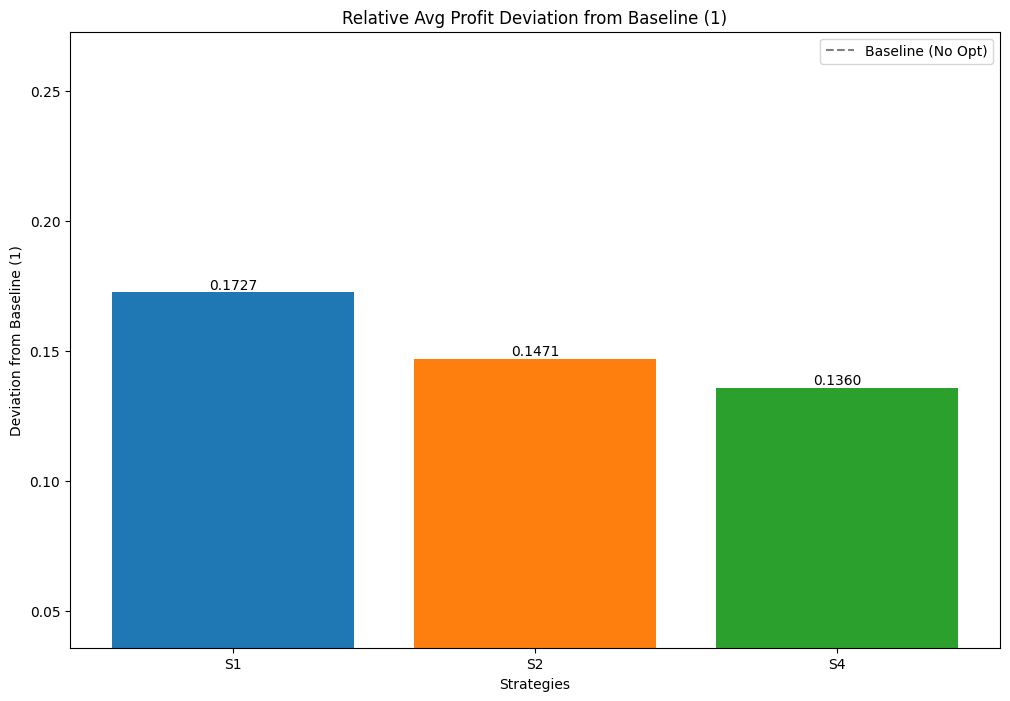 Relative Avg Profit Deviation from Baseline (1)
Baseline (No Opt)
0.25
0.20
0.15
0.10
0.05
Deviation from Baseline (1)
0.1727
0.1471
0.1360
S1
S2
S4
Strategies